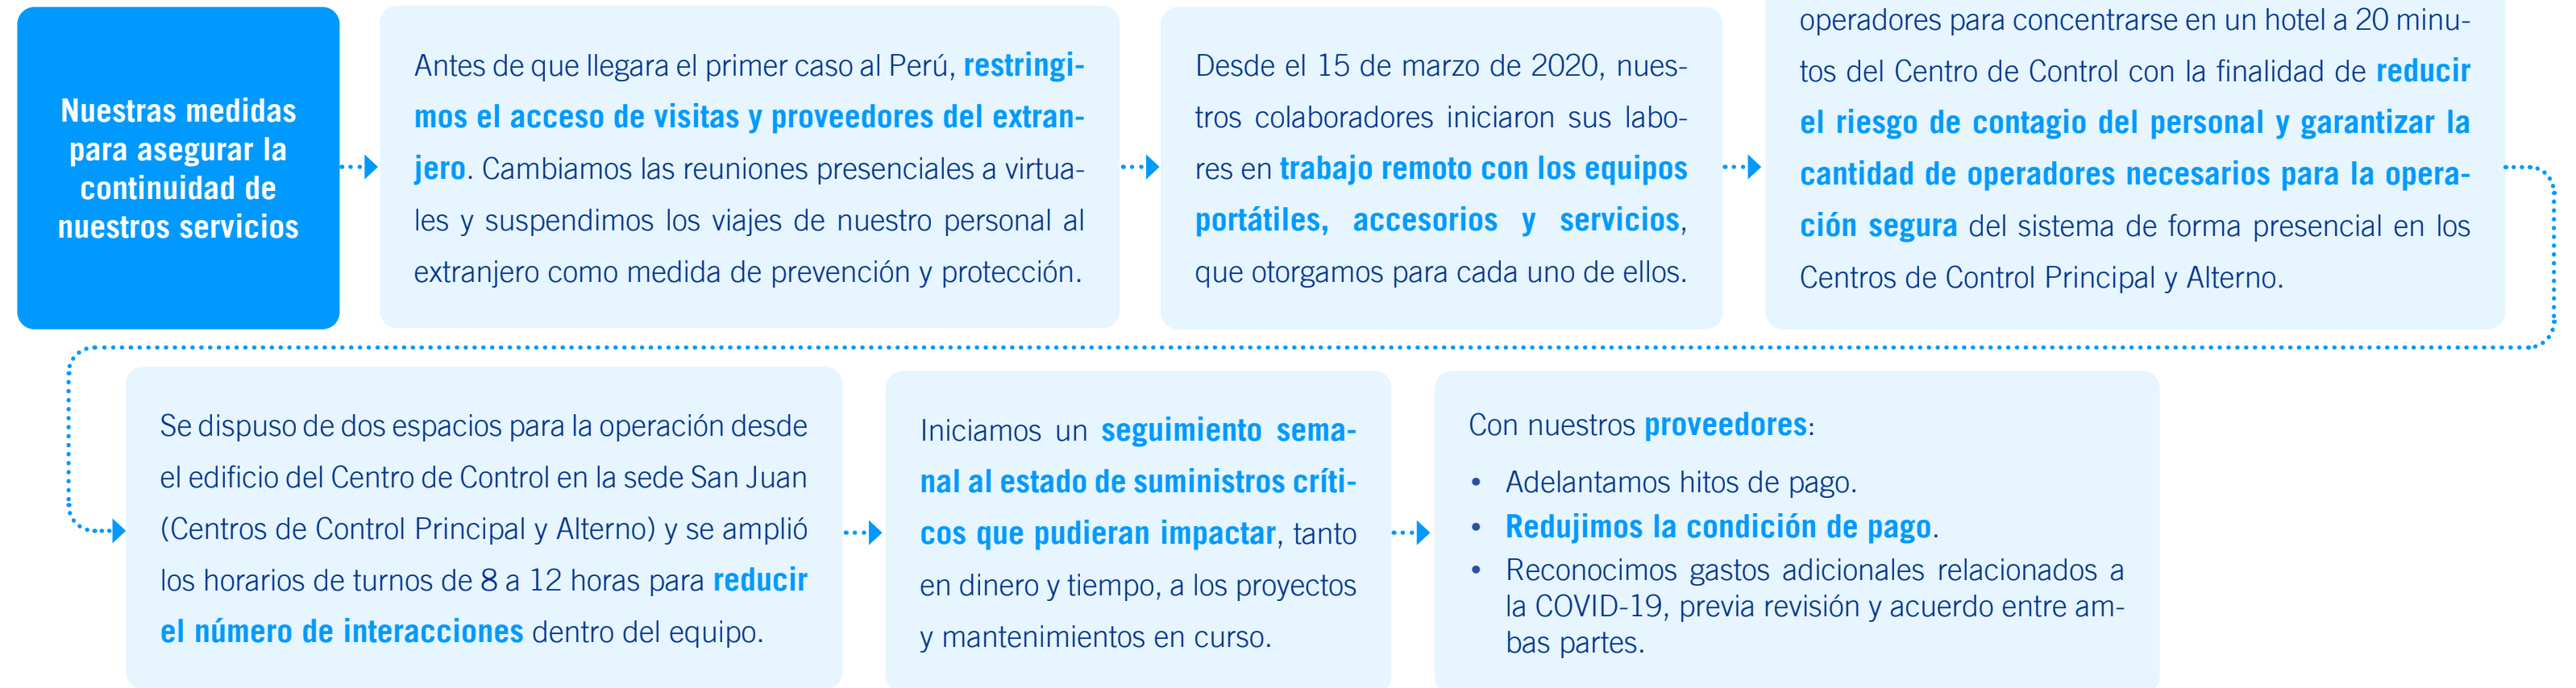 Nuestras medidas
para asegurar la
continuidad de
nuestros servicios
Antes de que llegara el primer caso al Perú, restringi-
mos el acceso de visitas y proveedores del extran-
jero. Cambiamos las reuniones presenciales a virtua-
les y suspendimos los viajes de nuestro personal al
extranjero como medida de prevención y protección.
Desde el 15 de marzo de 2020, nues-
tros colaboradores iniciaron sus labo-
res en trabajo remoto con los equipos
portátiles, accesorios y servicios,
que otorgamos para cada uno de ellos.
operadores para concentrarse en un hotel a 20 minu-
tos del Centro de Control con la finalidad de reducir
el riesgo de contagio del personal y garantizar la
cantidad de operadores necesarios para la opera-
ción segura del sistema de forma presencial en los
Centros de Control Principal y Alterno.
Se dispuso de dos espacios para la operación desde
el edificio del Centro de Control en la sede San Juan
(Centros de Control Principal y Alterno) y se amplió
los horarios de turnos de 8 a 12 horas para reducir
el número de interacciones dentro del equipo.
Iniciamos un seguimiento sema-
nal al estado de suministros críti-
cos que pudieran impactar, tanto
en dinero y tiempo, a los proyectos
y mantenimientos en curso.
Con nuestros proveedores:
• Adelantamos hitos de pago.
• Redujimos la condición de pago.
• Reconocimos gastos adicionales relacionados a
la COVID-19, previa revisión y acuerdo entre am-
bas partes.